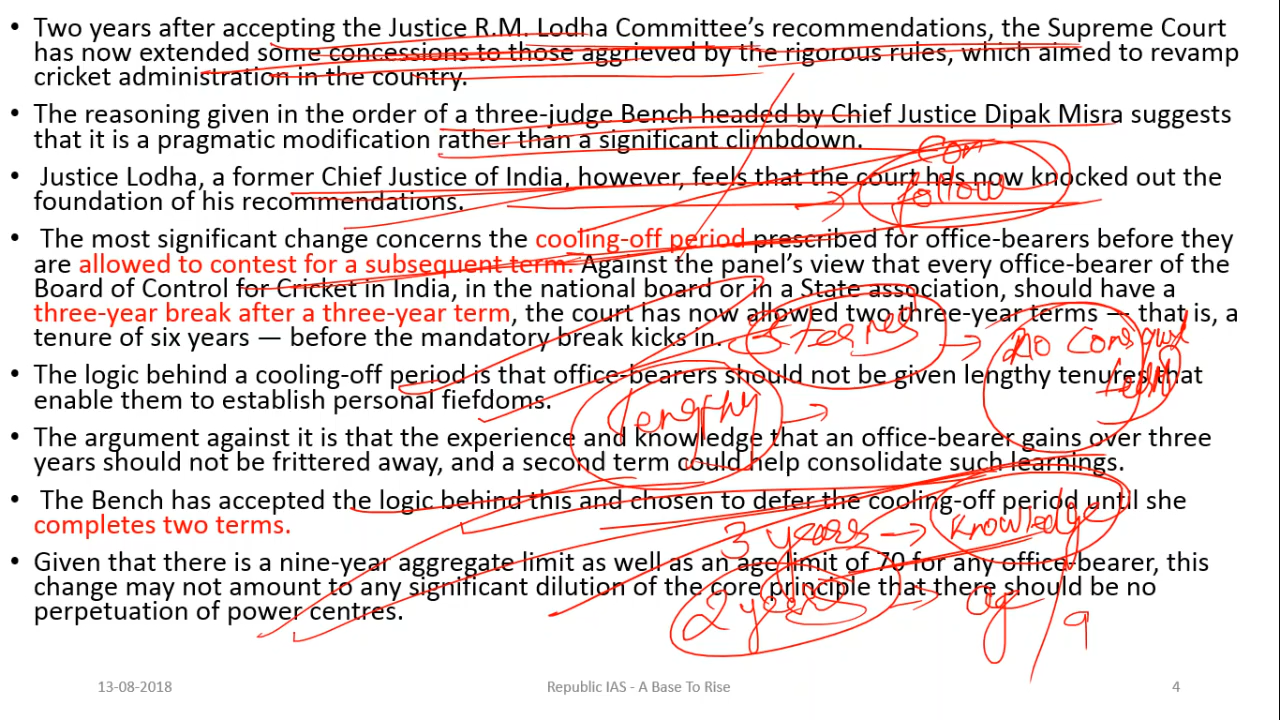 • Two years after accepting the Justice R.M. Lodha Committee's recommendations, the Supreme Court
has now extended some concessions to those aggrieved by the rigorous rules, which aimed to revamp
cricket administration in the country.
• The reasoning given in the order of a three-judge Bench headed by Chief Justice Dipak Misra suggests
that it is a pragmatic modification rather than a significant climbdown.
Con
• Justice Lodha, a former Chief Justice of India, however, feels that the court has now knocked out the
follow
foundation of his recommendations.
• The most significant change concerns the cooling-off period prescribed for office-bearers before they
are allowed to contest for a subsequent term. Against the panel's view that every office-bearer of the
Board of Control for Cricket in India, in the national board or in a State association, should have a
three-year break after a three-year term, the court has now allowed two three-year terms — that is, a
tenure of six years — before the mandatory break kicks in.
No
• The logic behind a cooling-off period is that office-bearers should not be given lengthy tenures that
enable them to establish personal fiefdoms.
lengthy
• The argument against it is that the experience and knowledge that an office-bearer gains over three
years should not be frittered away, and a second term could help consolidate such learnings.
• The Bench has accepted the logic behind this and chosen to defer the cooling-off period until she
completes two terms.
3 years knowledge
• Given that there is a nine-year aggregate limit as well as an age limit of 70 for any office-bearer, this
change may not amount to any significant dilution of the core principle that there should be no
perpetuation of power centres.
2 years age 9
13-08-2018
Republic IAS - A Base To Rise
4